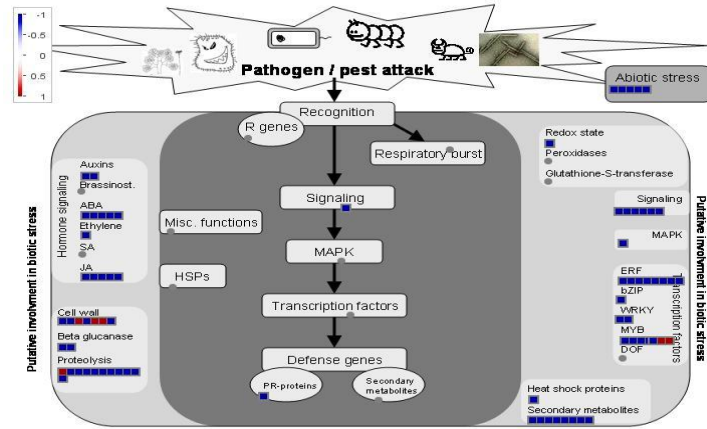 -1
-0.5
0
0.5
1
Pathogen / pest attack
Abiotic stress
Recognition
R genes
Respiratory burst
Redox state
Peroxidases
Glutathione-S-transferase
Putative involvment in biotic stress
Hormone signaling
Auxins
Brassinost.
ABA
Ethylene
SA
JA
Misc. functions
HSPs
Signaling
MAPK
Transcription factors
Defense genes
PR-proteins
Secondary
metabolites
Cell wall
Beta glucanase
Proteolysis
Signaling
MAPK
ERF
bZIP
WRKY
MYB
DOF
Transcription factors
Putative involvment in biotic stress
Heat shock proteins
Secondary metabolites